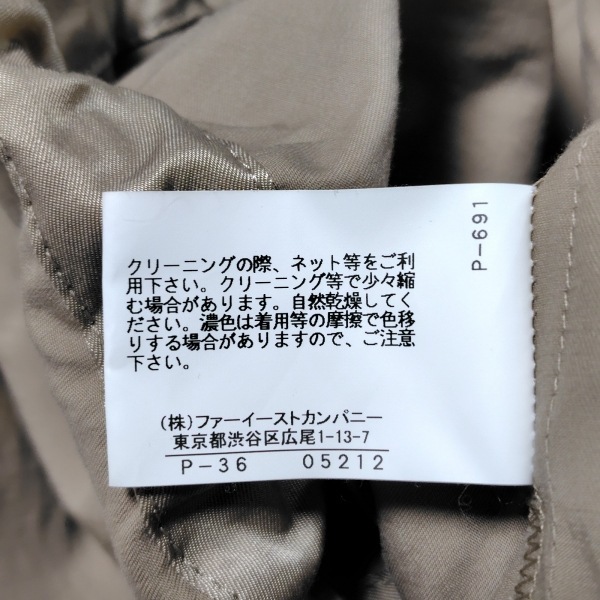 クリーニングの際、ネット等をご利
用下さい。クリーニング等で少々縮
む場合があります。自然乾燥してく
ださい。濃色は着用等の摩擦で色移
りする場合がありますので、ご注意
下さい。
(株)ファーイーストカンパニー
東京都渋谷区広尾1-13-7
P-36 05212
P-691